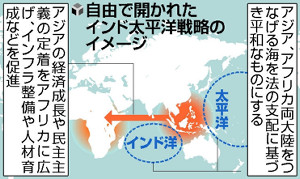 自由で開かれた
インド太平洋戦略の
イメージ
アジア、アフリカ両大陸をつ
なげる海を法の支配に基づ
き平和なものにする
太平洋
インド洋
アジアの経済成長や民主主
義の定着をアフリカに広
げ、インフラ整備や人材育
成などを促進